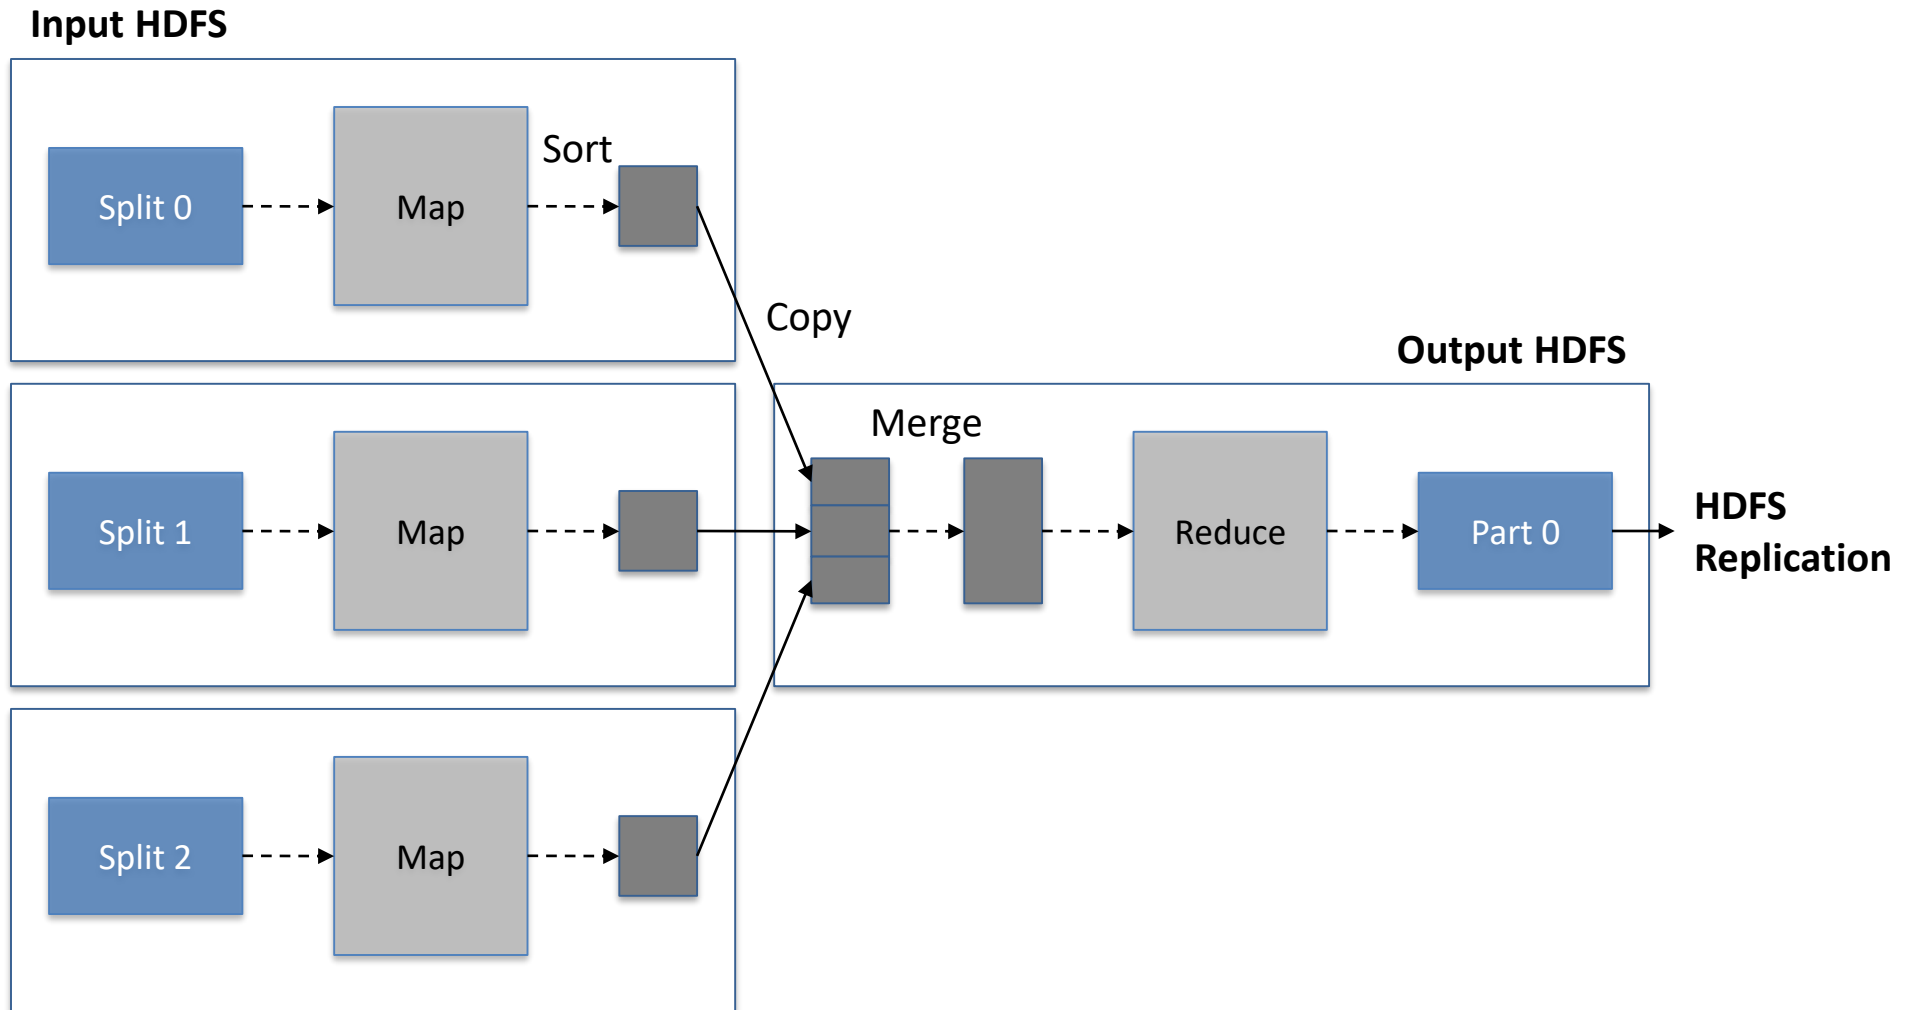 Input HDFS
Sort
Split 0
Map
Copy
Output HDFS
Merge
Split 1
Map
Reduce
Part 0
HDFS
Replication
Split 2
Map